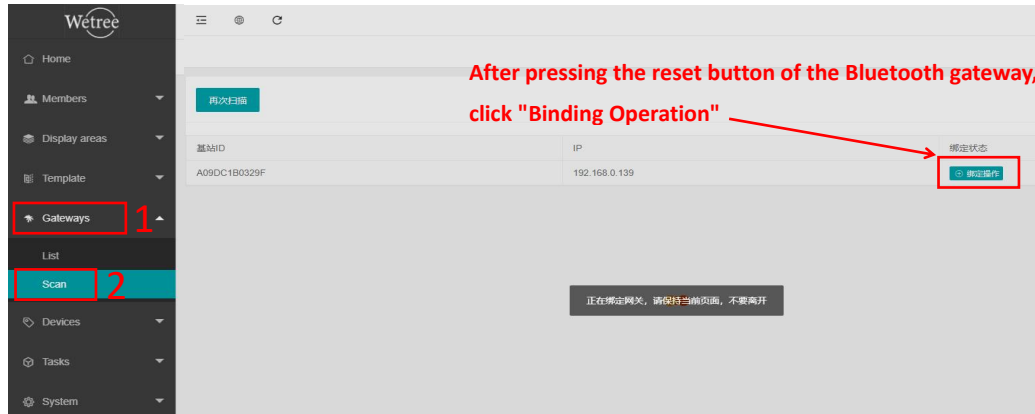 Wetree
Home
Members
Display areas
Template
Gateways
1
List
Scan
2
Devices
Tasks
System
After pressing the reset button of the Bluetooth gateway,
click "Binding Operation"
再次扫描
基站ID
IP
绑定状态
A09DC1B0329F
192.168.0.139
绑定操作
正在绑定网关，请保持当前页面，不要离开